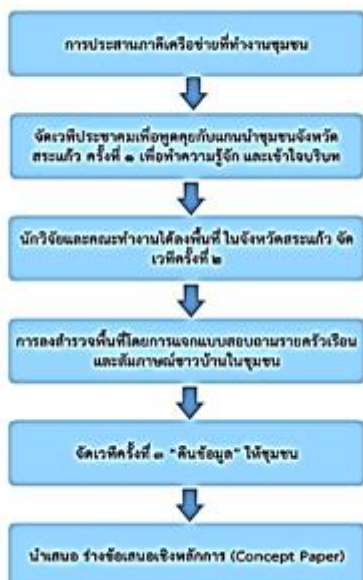 การประสานภาคีเครือข่ายที่ทำงานชุมชน
จัดเวทีประชาคมเพื่อพูดคุยกับแกนนำชุมชนจังหวัด
สระแก้ว ครั้งที่ ๑ เพื่อทำความรู้จัก และเข้าใจบริบท
นักวิจัยและคณะทำงานได้ลงพื้นที่ ในจังหวัดสระแก้ว จัด
เวทีครั้งที่ ๒
การลงสำรวจพื้นที่โดยการแจกแบบสอบถามรายครัวเรือน
และสัมภาษณ์ชาวบ้านในชุมชน
จัดเวทีครั้งที่ ๓ "คืนข้อมูล" ให้ชุมชน
นำเสนอ ร่างข้อเสนอเชิงหลักการ (Concept Paper)